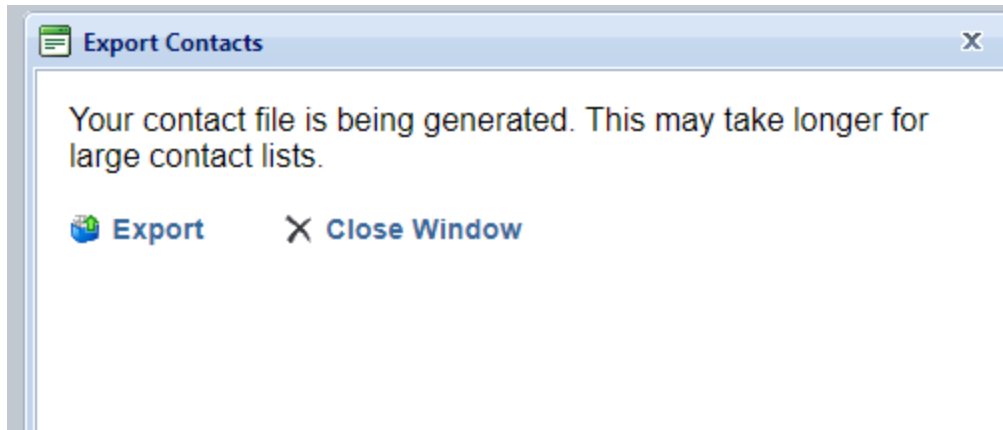 Export Contacts
Your contact file is being generated. This may take longer for
large contact lists.
Export Close Window